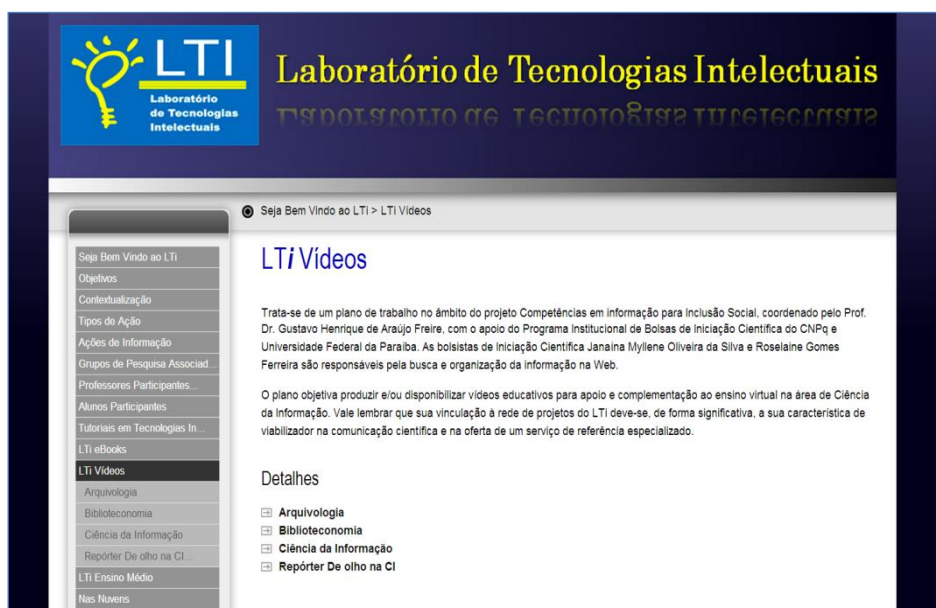 LTI
Laboratório
de Tecnologias
Intelectuais
Laboratório de Tecnologias Intelectuais
Seja Bem Vindo ao LTi > LTi Vídeos
Seja Bem Vindo ao LTi
Objetivos
Contextualização
Tipos de Ação
Ações de Informação
Grupos de Pesquisa Associad...
Professores Participantes...
Alunos Participantes
Tutoriais em Tecnologias In...
LTi eBooks
LTi Vídeos
Arquivologia
Biblioteconomia
Ciência da Informação
Repórter De olho na CI...
LTi Ensino Médio
Nas Nuvens
LTi Vídeos
Trata-se de um plano de trabalho no âmbito do projeto Competências em informação para Inclusão Social, coordenado pelo Prof.
Dr. Gustavo Henrique de Araújo Freire, com o apoio do Programa Institucional de Bolsas de Iniciação Científica do CNPq e
Universidade Federal da Paraíba. As bolsistas de Iniciação Científica Janaína Myllene Oliveira da Silva e Roselaine Gomes
Ferreira são responsáveis pela busca e organização da informação na Web.
O plano objetiva produzir e/ou disponibilizar vídeos educativos para apoio e complementação ao ensino virtual na área de Ciência
da Informação. Vale lembrar que sua vinculação à rede de projetos do LTi deve-se, de forma significativa, a sua característica de
viabilizador na comunicação científica e na oferta de um serviço de referência especializado.
Detalhes
Arquivologia
Biblioteconomia
Ciência da Informação
Repórter De olho na CI